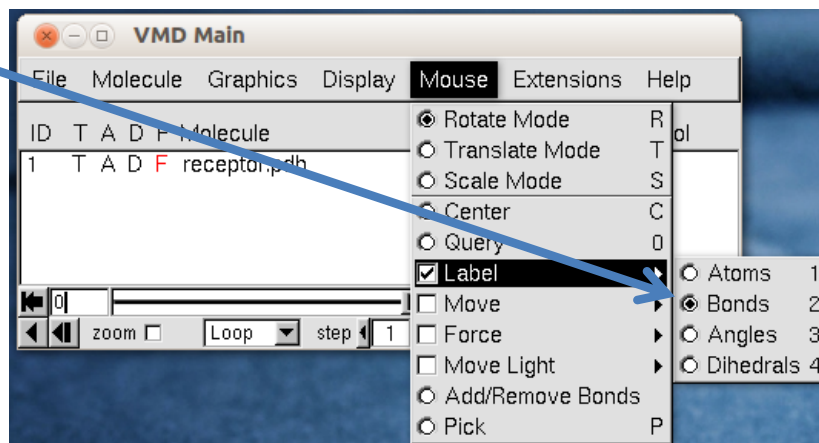 VMD Main
File Molecule Graphics Display Mouse Extensions Help
ID T A D F Molecule
1 T A D F receptor.pdb
0
zoom Loop step 1
Rotate Mode R
Translate Mode T
Scale Mode S
Center C
Query 0
Label
Move
Force
Move Light
Add/Remove Bonds
Pick P
Atoms 1
Bonds 2
Angles 3
Dihedrals 4